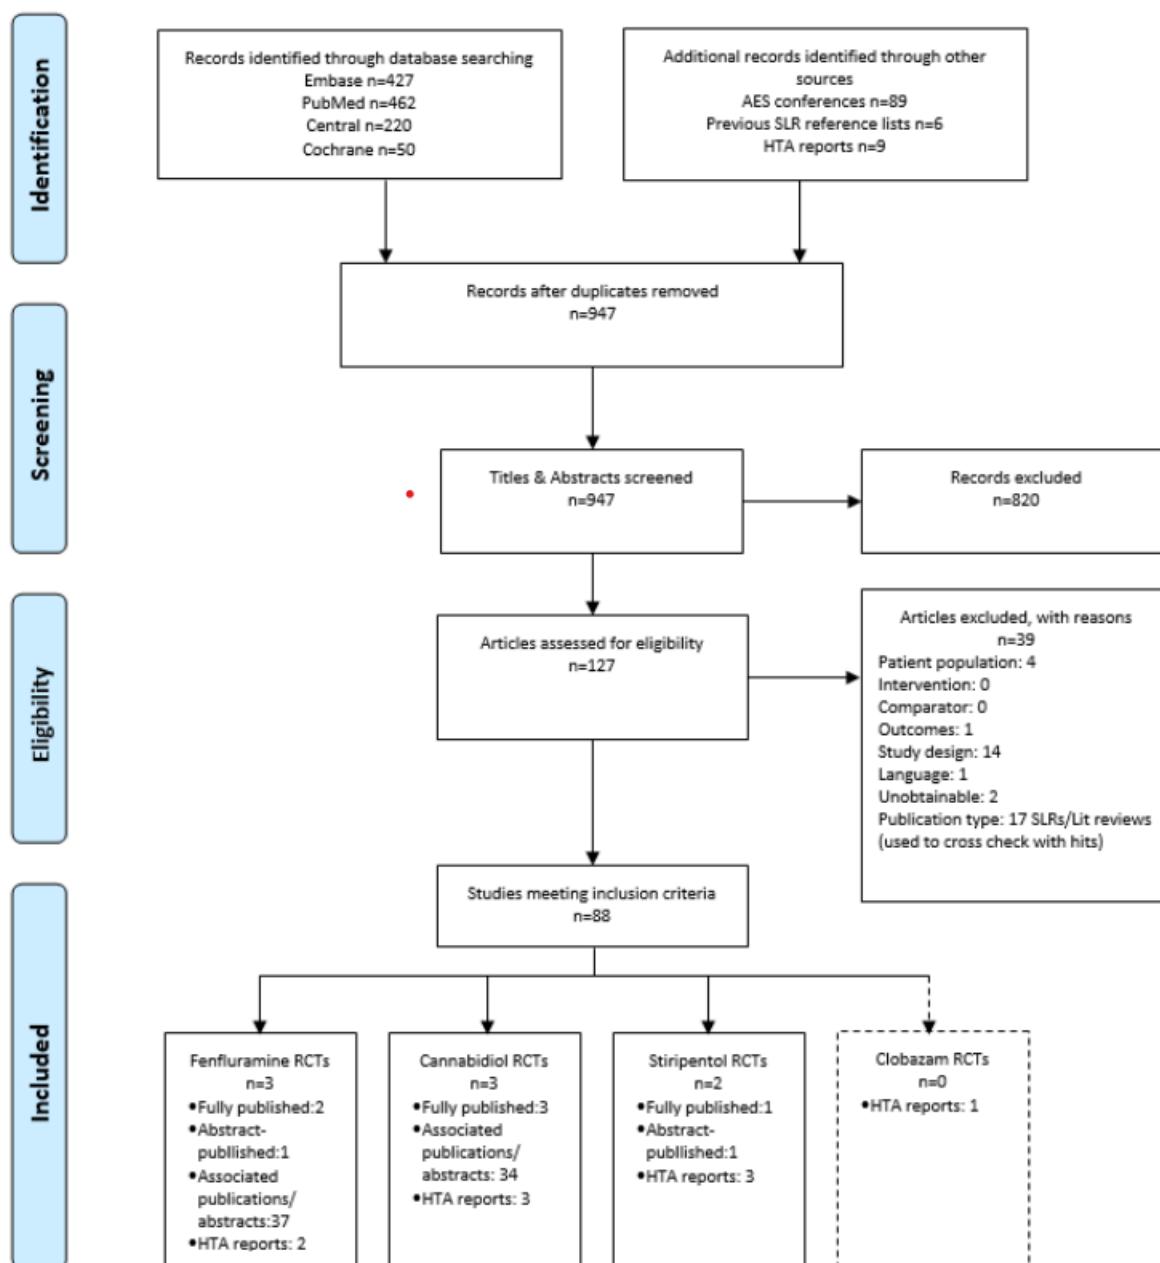 Identification
Records identified through database searching
Embase n=427
PubMed n=462
Central n=220
Cochrane n=50
Additional records identified through other
sources
AES conferences n=89
Previous SLR reference lists n=6
HTA reports n=9
Records after duplicates removed
n=947
Screening
Titles & Abstracts screened
n=947
Records excluded
n=820
Eligibility
Articles assessed for eligibility
n=127
Articles excluded, with reasons
n=39
Patient population: 4
Intervention: 0
Comparator: 0
Outcomes: 1
Study design: 14
Language: 1
Unobtainable: 2
Publication type: 17 SLRs/Lit reviews
(used to cross check with hits)
Studies meeting inclusion criteria
n=88
Included
Fenfluramine RCTs
n=3
•Fully published:2
•Abstract-
publlished:1
•Associated
publications/
abstracts:37
•HTA reports: 2
Cannabidiol RCTs
n=3
•Fully published:3
•Associated
publications/
abstracts: 34
•HTA reports: 3
Stiripentol RCTs
n=2
•Fully published:1
•Abstract-
publlished:1
•HTA reports: 3
Clobazam RCTs
n=0
•HTA reports: 1